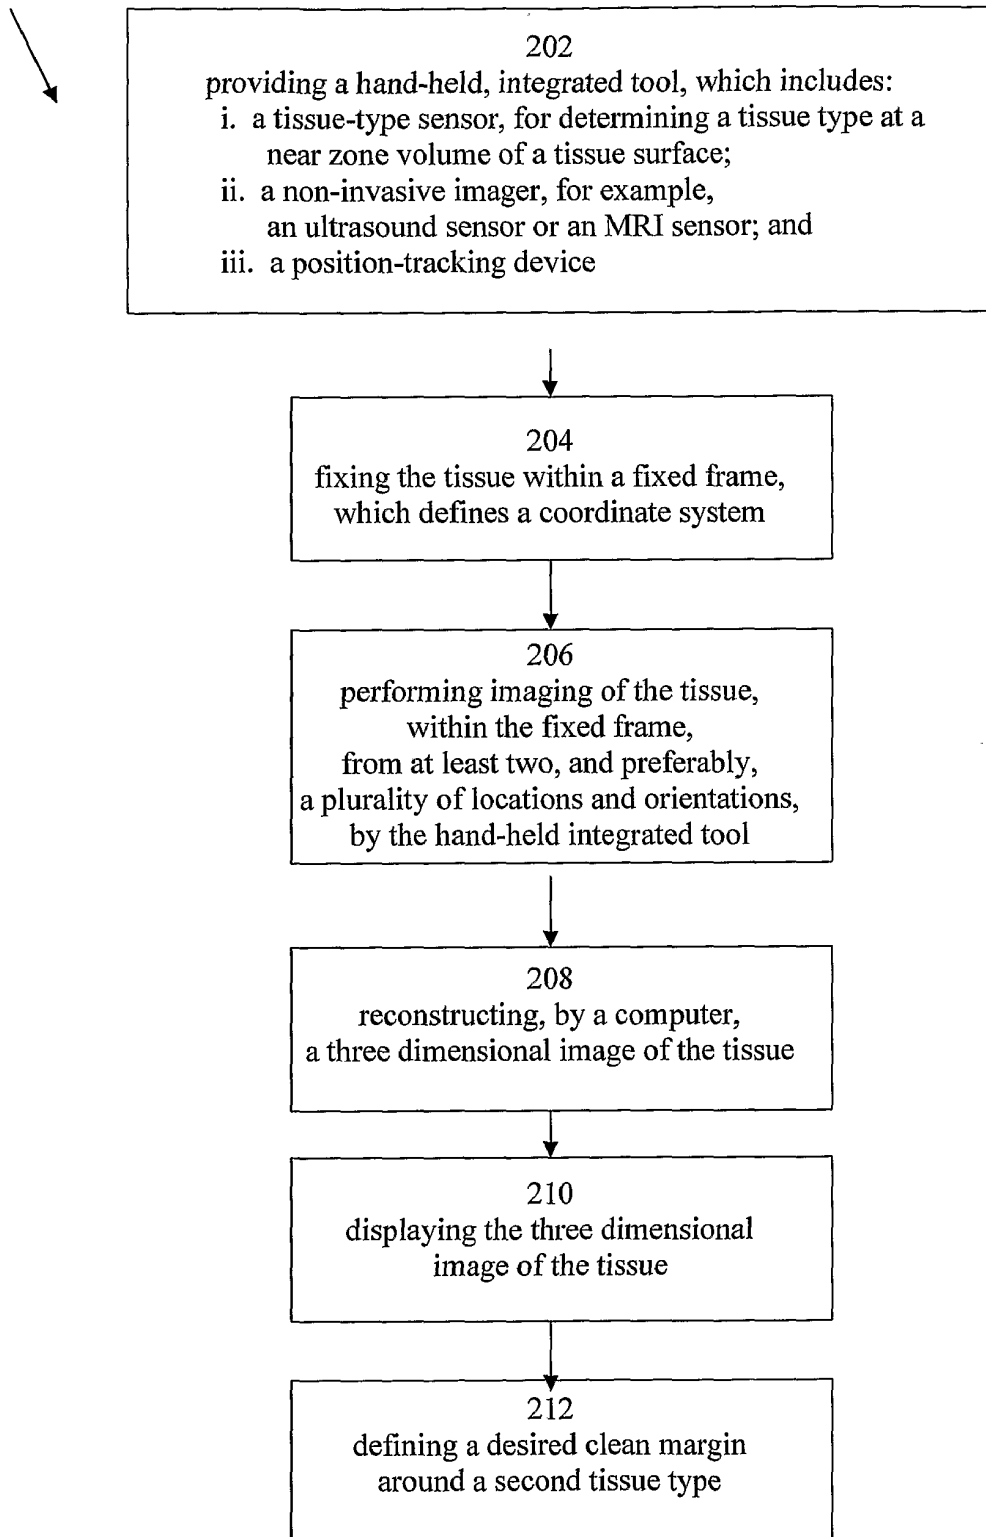 202
providing a hand-held, integrated tool, which includes:
i. a tissue-type sensor, for determining a tissue type at a
near zone volume of a tissue surface;
ii. a non-invasive imager, for example,
an ultrasound sensor or an MRI sensor; and
iii. a position-tracking device
204
fixing the tissue within a fixed frame,
which defines a coordinate system
206
performing imaging of the tissue,
within the fixed frame,
from at least two, and preferably,
a plurality of locations and orientations,
by the hand-held integrated tool
208
reconstructing, by a computer,
a three dimensional image of the tissue
210
displaying the three dimensional
image of the tissue
212
defining a desired clean margin
around a second tissue type